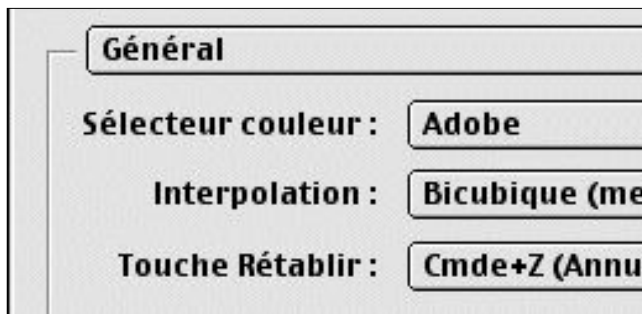 Général
Sélecteur couleur : Adobe
Interpolation : Bicubique (me
Touche Rétablir : Cmde+Z (Annu